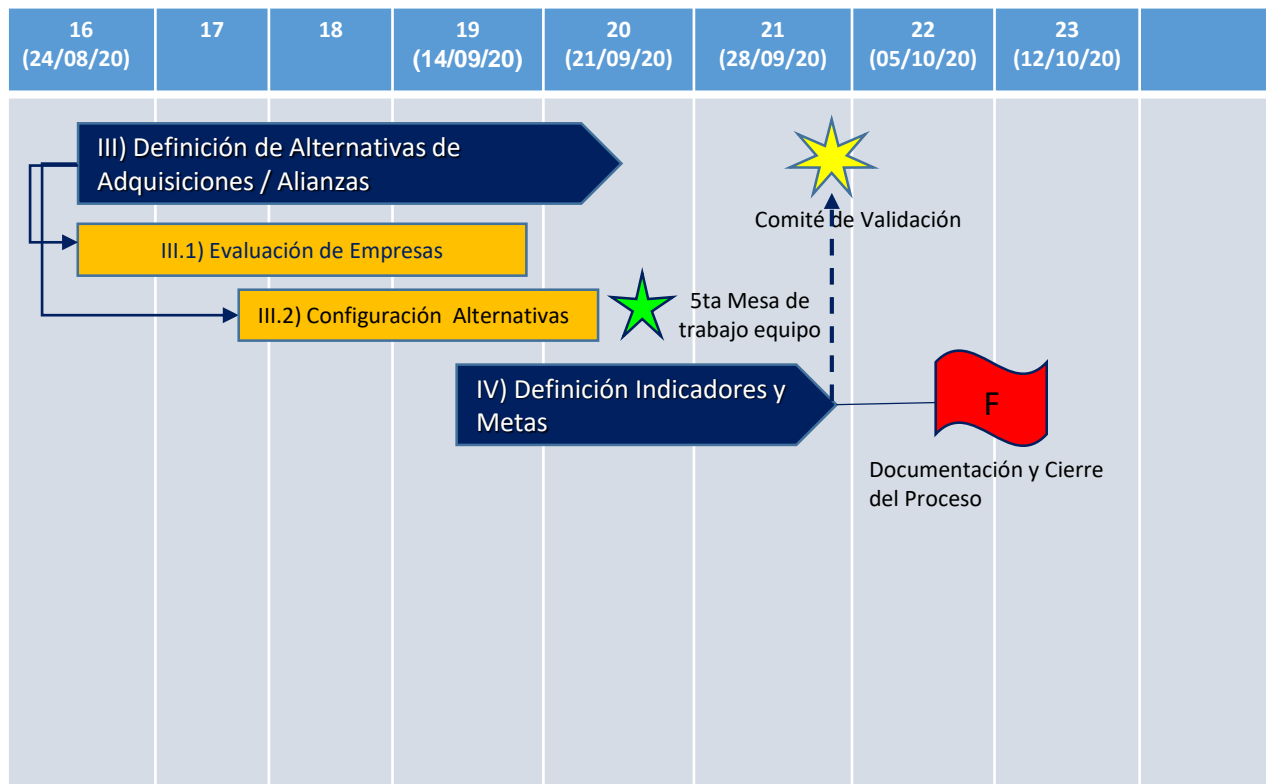 16
(24/08/20)
17
18
19
(14/09/20)
20
(21/09/20)
21
(28/09/20)
22
(05/10/20)
23
(12/10/20)
III) Definición de Alternativas de
Adquisiciones / Alianzas
Comité de Validación
III.1) Evaluación de Empresas
III.2) Configuración Alternativas
5ta Mesa de
trabajo equipo
IV) Definición Indicadores y
Metas
F
Documentación y Cierre
del Proceso